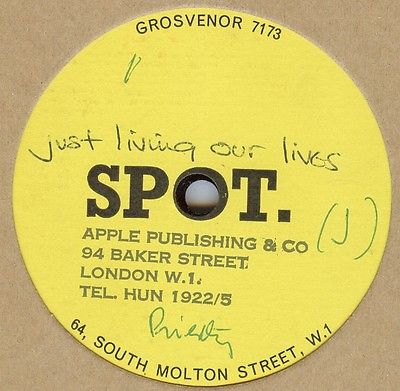 GROSVENOR 7173
just living our lives
SPOT.
APPLE PUBLISHING & CO (J)
94 BAKER STREET
LONDON W.1.
TEL. HUN 1922/5
Priority
64, SOUTH MOLTON STREET, W.1